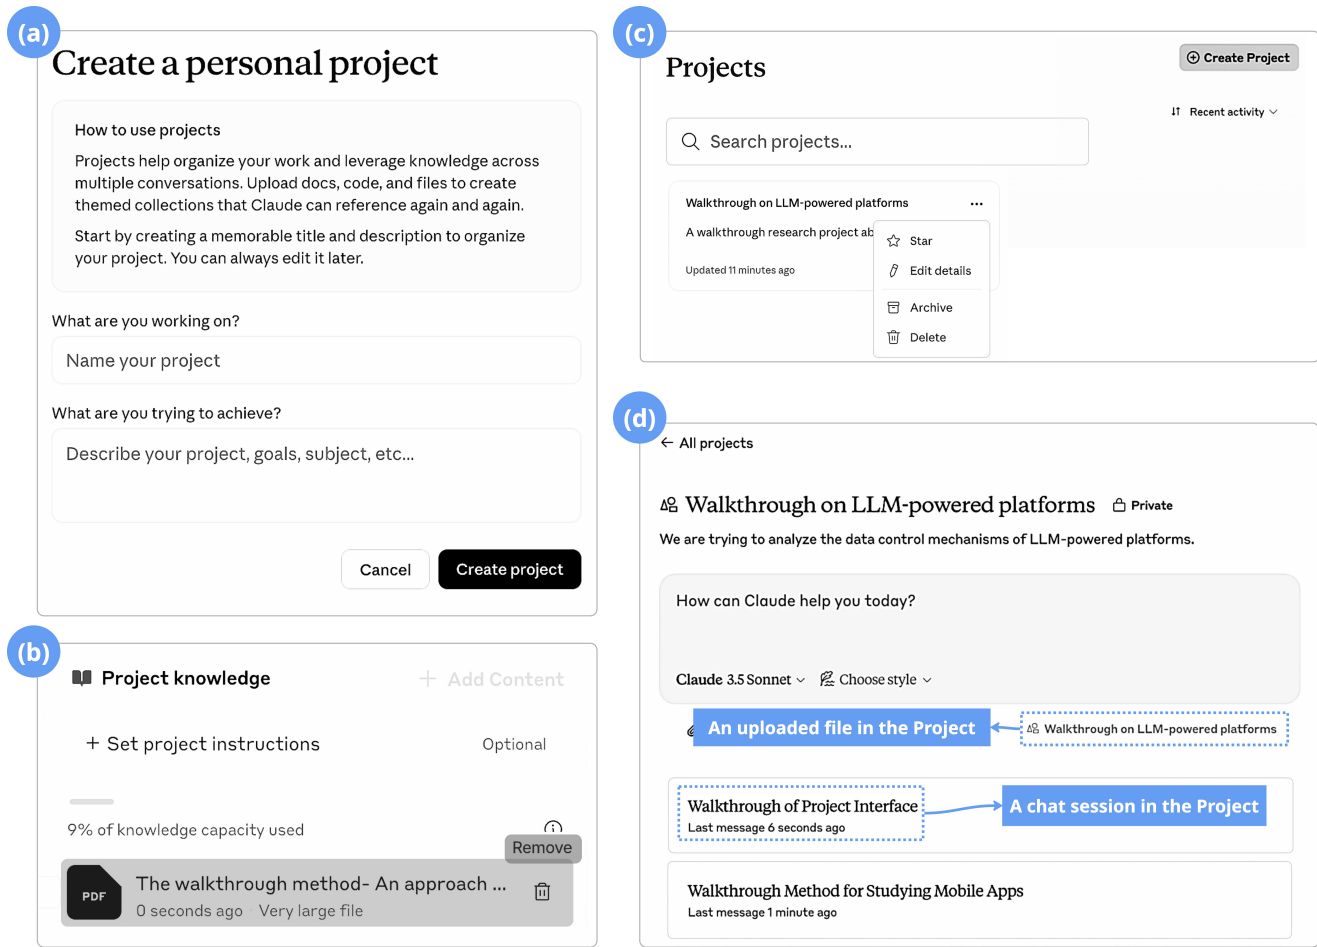 (a)
Create a personal project
How to use projects
Projects help organize your work and leverage knowledge across
multiple conversations. Upload docs, code, and files to create
themed collections that Claude can reference again and again.
Start by creating a memorable title and description to organize
your project. You can always edit it later.
What are you working on?
Name your project
What are you trying to achieve?
Describe your project, goals, subject, etc...
Cancel
Create project
(b)
Project knowledge
+ Add Content
+ Set project instructions
Optional
9% of knowledge capacity used
Remove
PDF
The walkthrough method- An approach ...
0 seconds ago · Very large file
(c)
Projects
Create Project
Recent activity
Search projects...
Walkthrough on LLM-powered platforms
...
A walkthrough research project ab
Updated 11 minutes ago
Star
Edit details
Archive
Delete
(d)
← All projects
Walkthrough on LLM-powered platforms
Private
We are trying to analyze the data control mechanisms of LLM-powered platforms.
How can Claude help you today?
Claude 3.5 Sonnet
Choose style
An uploaded file in the Project
Walkthrough on LLM-powered platforms
Walkthrough of Project Interface
Last message 6 seconds ago
A chat session in the Project
Walkthrough Method for Studying Mobile Apps
Last message 1 minute ago